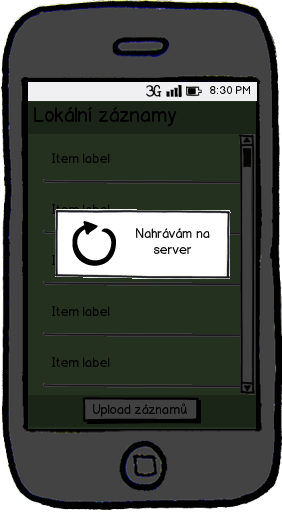 3G 8:30 PM
Lokální záznamy
Item label
Nahrávám na
server
Item label
Item label
Upload záznamů